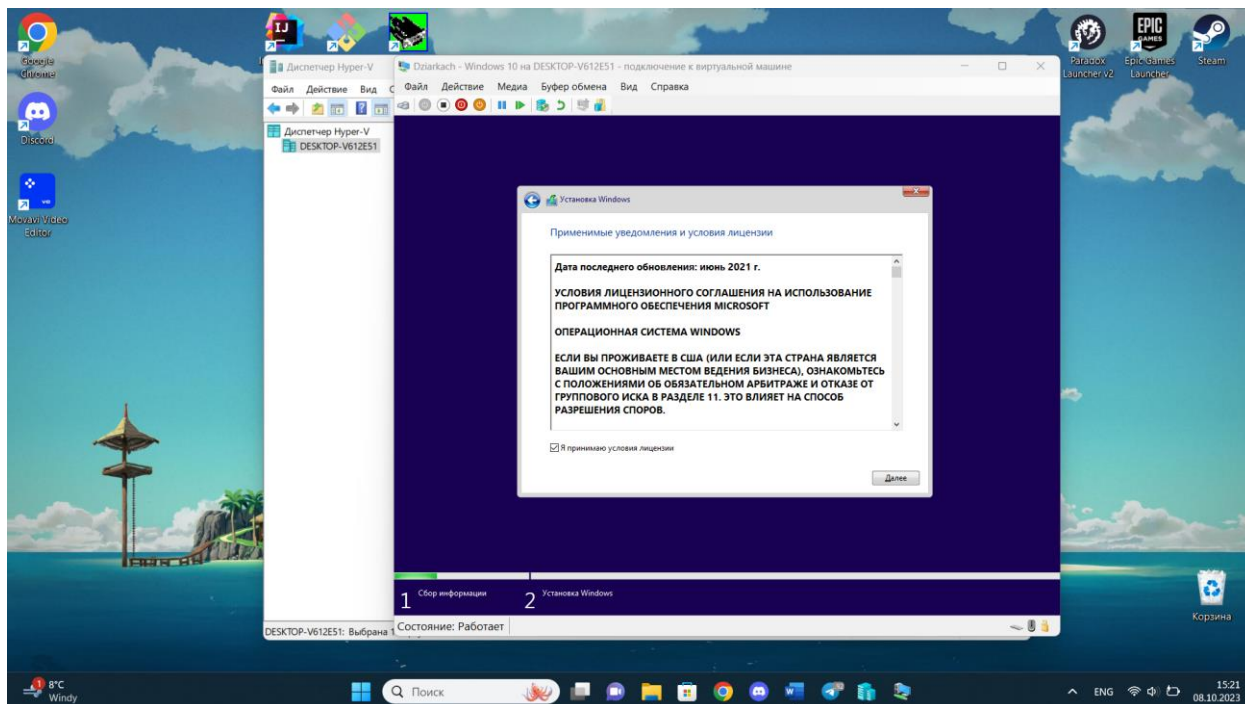 Google
Chrome
Discord
Movavi Video
Editor
IJ
EPIC
GAMES
Paradox
Launcher v2
Epic Games
Launcher
Steam
Корзина
Диспетчер Hyper-V
Файл Действие Вид
Диспетчер Hyper-V
DESKTOP-V612E51
DESKTOP-V612E51: Выбрана 1
Dziarkach - Windows 10 на DESKTOP-V612E51 - подключение к виртуальной машине
Файл Действие Медиа Буфер обмена Вид Справка
Установка Windows
Применимые уведомления и условия лицензии
Дата последнего обновления: июнь 2021 г.
УСЛОВИЯ ЛИЦЕНЗИОННОГО СОГЛАШЕНИЯ НА ИСПОЛЬЗОВАНИЕ
ПРОГРАММНОГО ОБЕСПЕЧЕНИЯ MICROSOFT
ОПЕРАЦИОННАЯ СИСТЕМА WINDOWS
ЕСЛИ ВЫ ПРОЖИВАЕТЕ В США (ИЛИ ЕСЛИ ЭТА СТРАНА ЯВЛЯЕТСЯ
ВАШИМ ОСНОВНЫМ МЕСТОМ ВЕДЕНИЯ БИЗНЕСА), ОЗНАКОМЬТЕСЬ
С ПОЛОЖЕНИЯМИ ОБ ОБЯЗАТЕЛЬНОМ АРБИТРАЖЕ И ОТКАЗЕ ОТ
ГРУППОВОГО ИСКА В РАЗДЕЛЕ 11. ЭТО ВЛИЯЕТ НА СПОСОБ
РАЗРЕШЕНИЯ СПОРОВ.
Я принимаю условия лицензии
Далее
1 Сбор информации
2 Установка Windows
Состояние: Работает
1
8°C
Windy
Поиск
ENG
15:21
08.10.2023